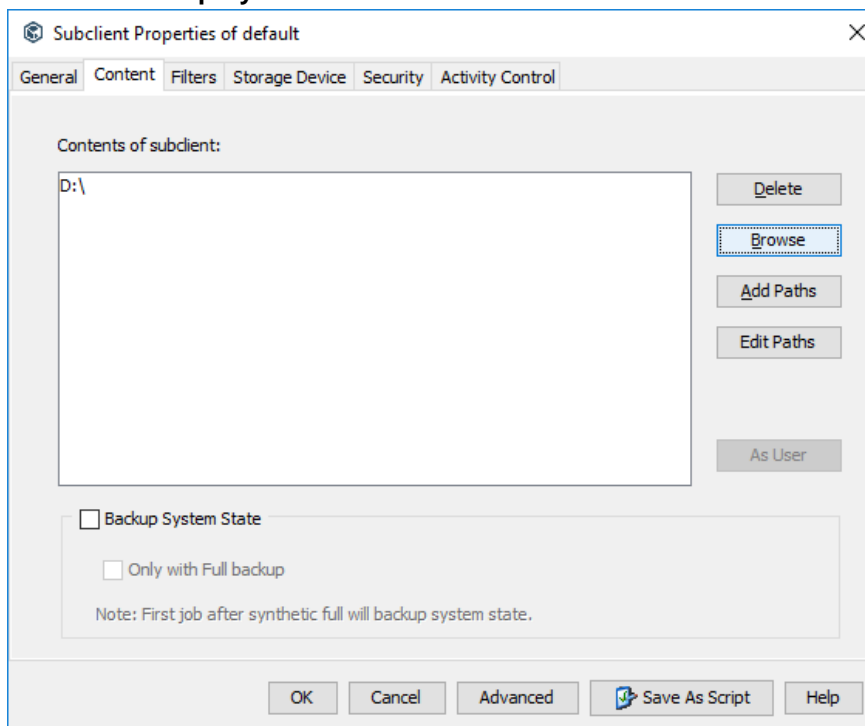 Subclient Properties of default
General Content Filters Storage Device Security Activity Control
Contents of subclient:
D:\
Delete
Browse
Add Paths
Edit Paths
As User
Backup System State
Only with Full backup
Note: First job after synthetic full will backup system state.
OK Cancel Advanced Save As Script Help